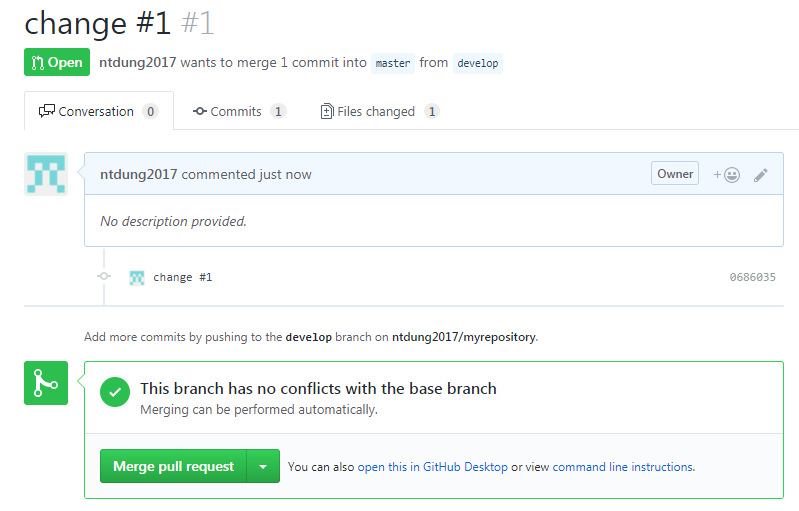 change #1 #1
Open ntdung2017 wants to merge 1 commit into master from develop
Conversation 0 Commits 1 Files changed 1
ntdung2017 commented just now Owner +
No description provided.
change #1 0686035
Add more commits by pushing to the develop branch on ntdung2017/myrepository.
This branch has no conflicts with the base branch
Merging can be performed automatically.
Merge pull request You can also open this in GitHub Desktop or view command line instructions.